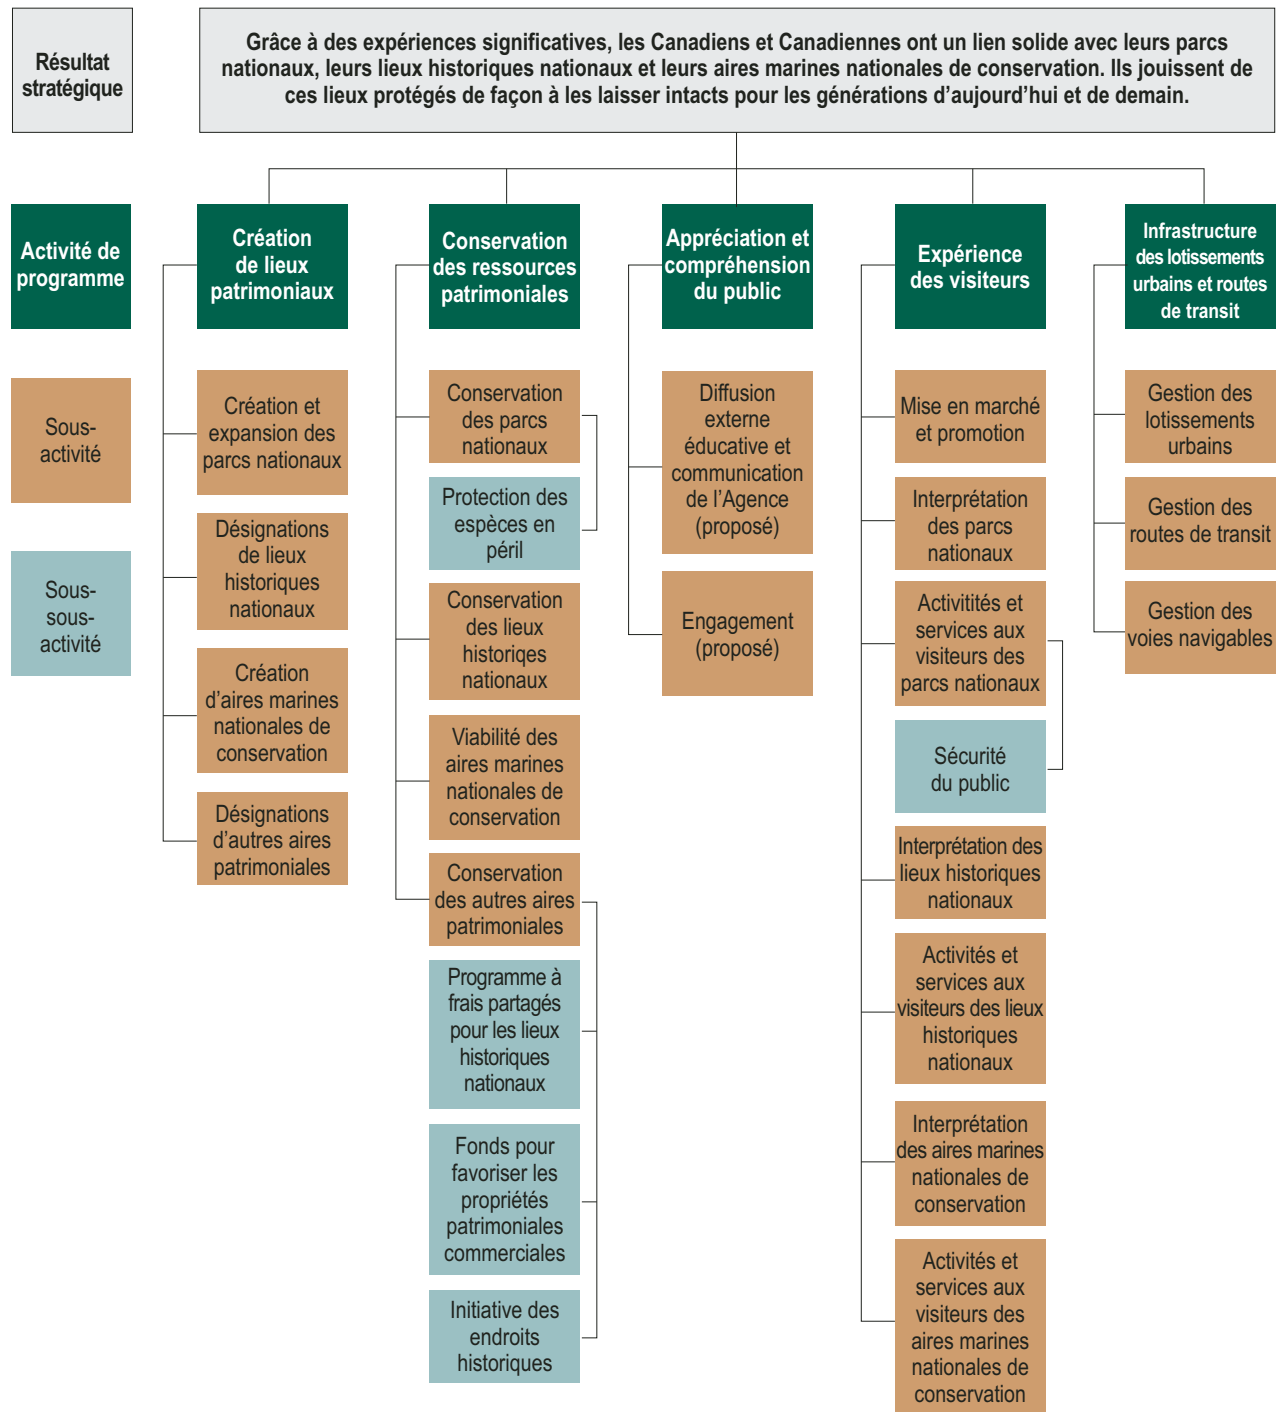 Résultat
stratégique
Grâce à des expériences significatives, les Canadiens et Canadiennes ont un lien solide avec leurs parcs
nationaux, leurs lieux historiques nationaux et leurs aires marines nationales de conservation. Ils jouissent de
ces lieux protégés de façon à les laisser intacts pour les générations d’aujourd’hui et de demain.
Activité de
programme
Sous-
activité
Sous-
sous-
activité
Création
de lieux
patrimoniaux
Création et
expansion des
parcs nationaux
Désignations
de lieux
historiques
nationaux
Création
d’aires marines
nationales de
conservation
Désignations
d’autres aires
patrimoniales
Conservation
des ressources
patrimoniales
Conservation
des parcs
nationaux
Protection des
espèces en
péril
Conservation
des lieux
historiqes
nationaux
Viabilité des
aires marines
nationales de
conservation
Conservation
des autres aires
patrimoniales
Programme à
frais partagés
pour les lieux
historiques
nationaux
Fonds pour
favoriser les
propriétés
patrimoniales
commerciales
Initiative des
endroits
historiques
Appréciation et
compréhension
du public
Diffusion
externe
éducative et
communication
de l’Agence
(proposé)
Engagement
(proposé)
Expérience
des visiteurs
Mise en marché
et promotion
Interprétation
des parcs
nationaux
Activitités et
services aux
visiteurs des
parcs nationaux
Sécurité
du public
Interprétation des
lieux historiques
nationaux
Activités et
services aux
visiteurs des lieux
historiques
nationaux
Interprétation
des aires marines
nationales de
conservation
Activités et
services aux
visiteurs des
aires marines
nationales de
conservation
Infrastructure
des lotissements
urbains et routes
de transit
Gestion des
lotissements
urbains
Gestion des
routes de transit
Gestion des
voies navigables